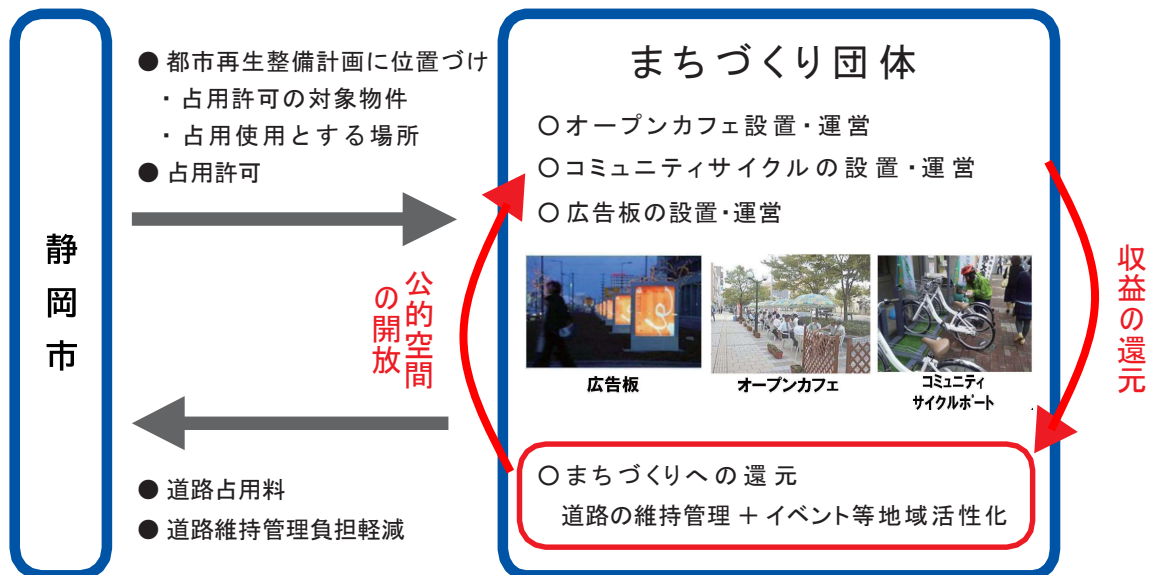 静岡市
● 都市再生整備計画に位置づけ
・占用許可の対象物件
・占用使用とする場所
● 占用許可
公的空間
の開放
● 道路占用料
● 道路維持管理負担軽減
まちづくり団体
○オープンカフェ設置・運営
○コミュニティサイクルの設置・運営
○広告板の設置・運営
広告板
オープンカフェ
コミュニティ
サイクルポート
○まちづくりへの還元
道路の維持管理 + イベント等地域活性化
収益の還元